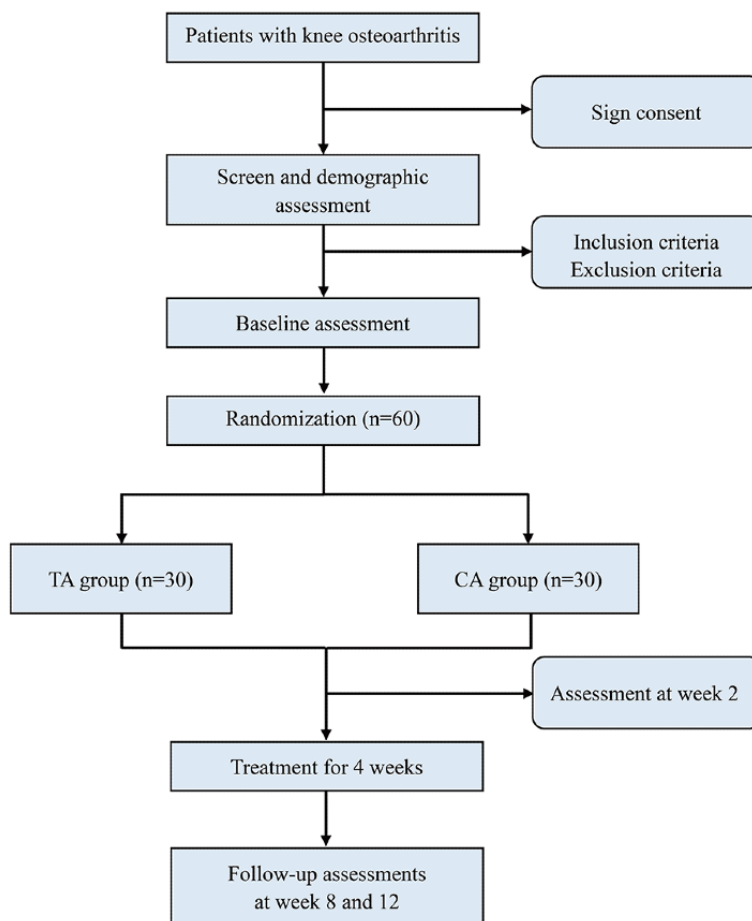 Patients with knee osteoarthritis
Sign consent
Screen and demographic
assessment
Inclusion criteria
Exclusion criteria
Baseline assessment
Randomization (n=60)
TA group (n=30)
CA group (n=30)
Assessment at week 2
Treatment for 4 weeks
Follow-up assessments
at week 8 and 12